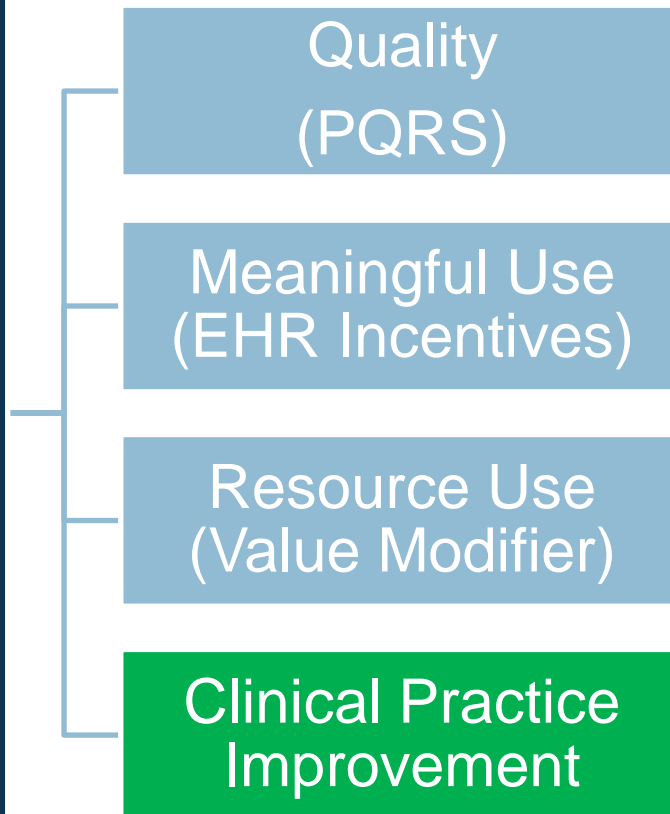 Quality
(PQRS)
Meaningful Use
(EHR Incentives)
Resource Use
(Value Modifier)
Clinical Practice
Improvement